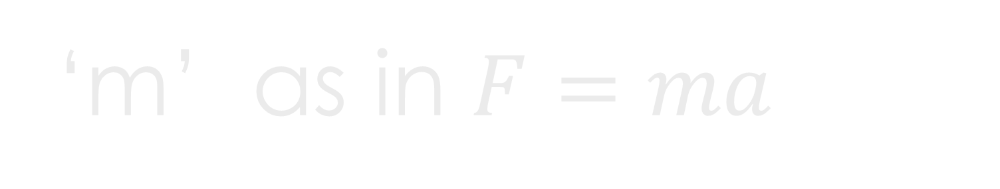 ‘m’ as in F = ma